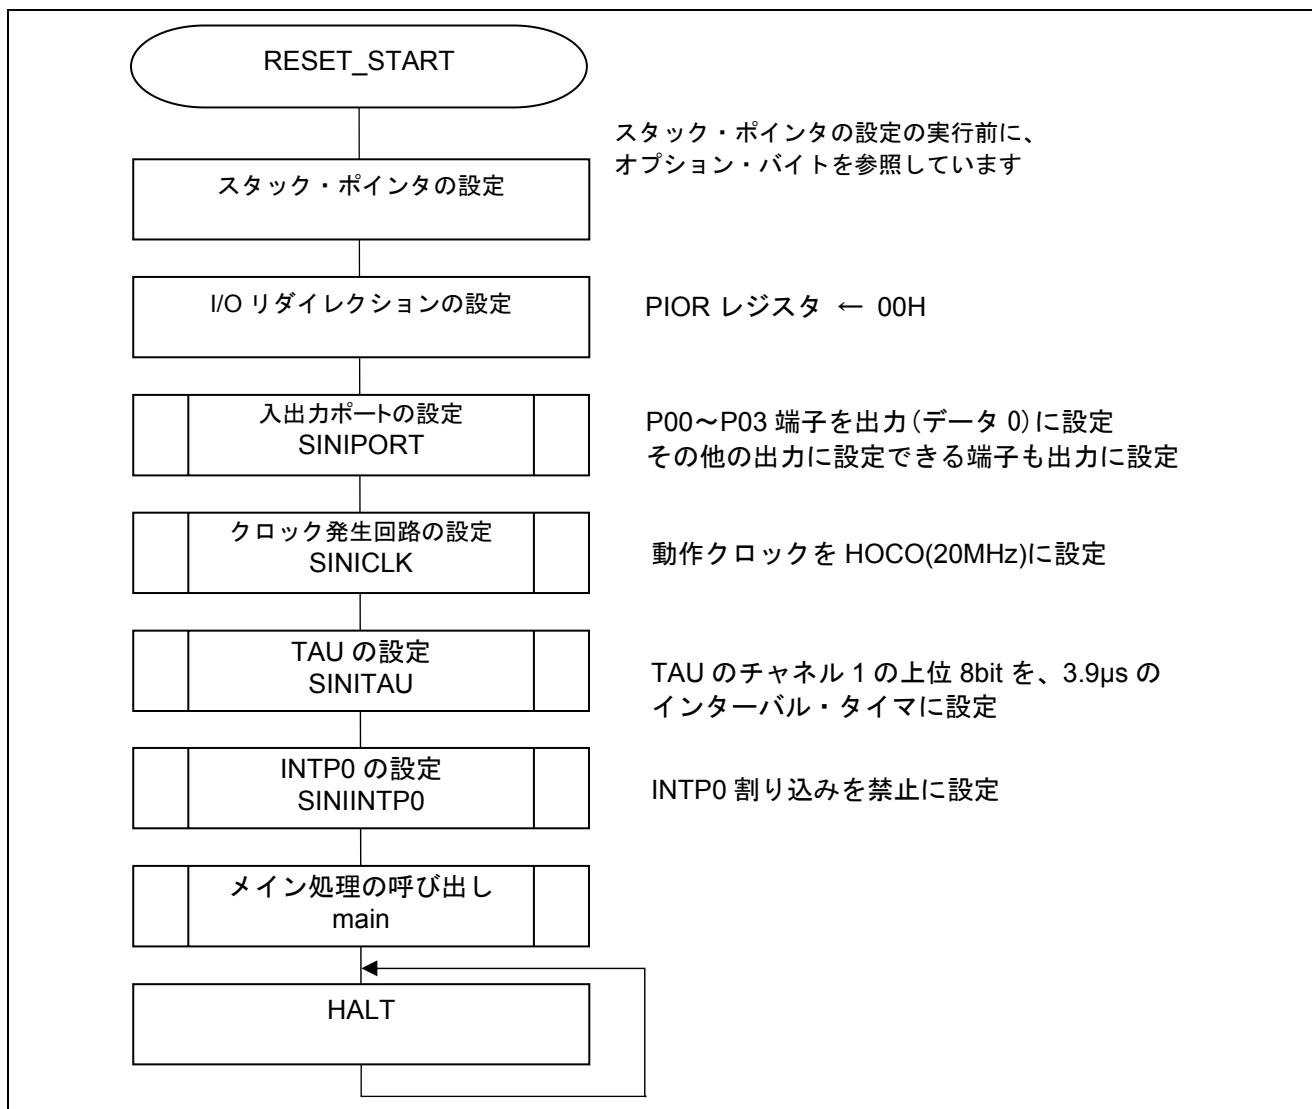 RESET_START
スタック・ポインタの設定の実行前に、
オプション・バイトを参照しています
スタック・ポインタの設定
I/O リダイレクションの設定
PIOR レジスタ ← 00H
入出力ポートの設定
SINIPORT
P00～P03 端子を出力（データ 0）に設定
その他の出力に設定できる端子も出力に設定
クロック発生回路の設定
SINICLK
動作クロックを HOCO(20MHz)に設定
TAU の設定
SINITAU
TAU のチャネル 1 の上位 8bit を、3.9µs の
インターバル・タイマに設定
INTP0 の設定
SINIINTP0
INTP0 割り込みを禁止に設定
メイン処理の呼び出し
main
HALT